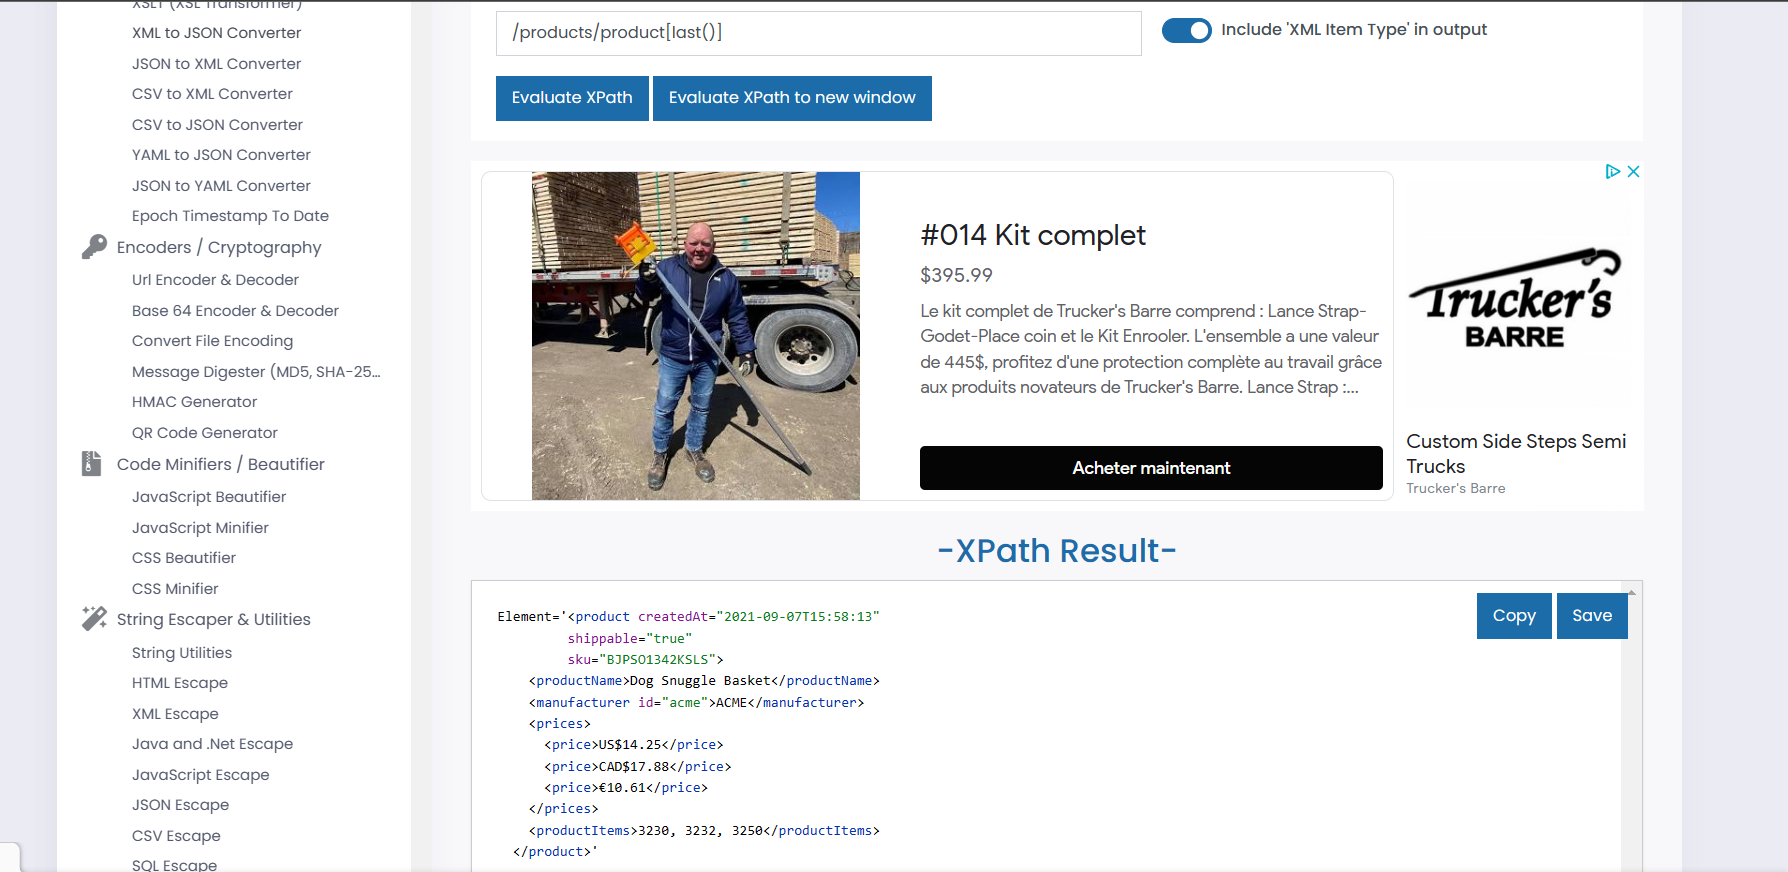 XSLT (XSL Transformer)
XML to JSON Converter
JSON to XML Converter
CSV to XML Converter
CSV to JSON Converter
YAML to JSON Converter
JSON to YAML Converter
Epoch Timestamp To Date
Encoders / Cryptography
Url Encoder & Decoder
Base 64 Encoder & Decoder
Convert File Encoding
Message Digester (MD5, SHA-25...
HMAC Generator
QR Code Generator
Code Minifiers / Beautifier
JavaScript Beautifier
JavaScript Minifier
CSS Beautifier
CSS Minifier
String Escaper & Utilities
String Utilities
HTML Escape
XML Escape
Java and .Net Escape
JavaScript Escape
JSON Escape
CSV Escape
SQL Escape
/products/product[last()]
Include 'XML Item Type' in output
Evaluate XPath
Evaluate XPath to new window
#014 Kit complet
$395.99
Le kit complet de Trucker's Barre comprend : Lance Strap-
Godet-Place coin et le Kit Enrooler. L'ensemble a une valeur
de 445$, profitez d'une protection complète au travail grâce
aux produits novateurs de Trucker's Barre. Lance Strap :...
Acheter maintenant
Trucker's
BARRE
Custom Side Steps Semi
Trucks
Trucker's Barre
-XPath Result-
Copy
Save
Element='<product createdAt="2021-09-07T15:58:13"
shippable="true"
sku="BJPSO1342KSLS">
<productName>Dog Snuggle Basket</productName>
<manufacturer id="acme">ACME</manufacturer>
<prices>
<price>US$14.25</price>
<price>CAD$17.88</price>
<price>€10.61</price>
</prices>
<productItems>3230, 3232, 3250</productItems>
</product>'